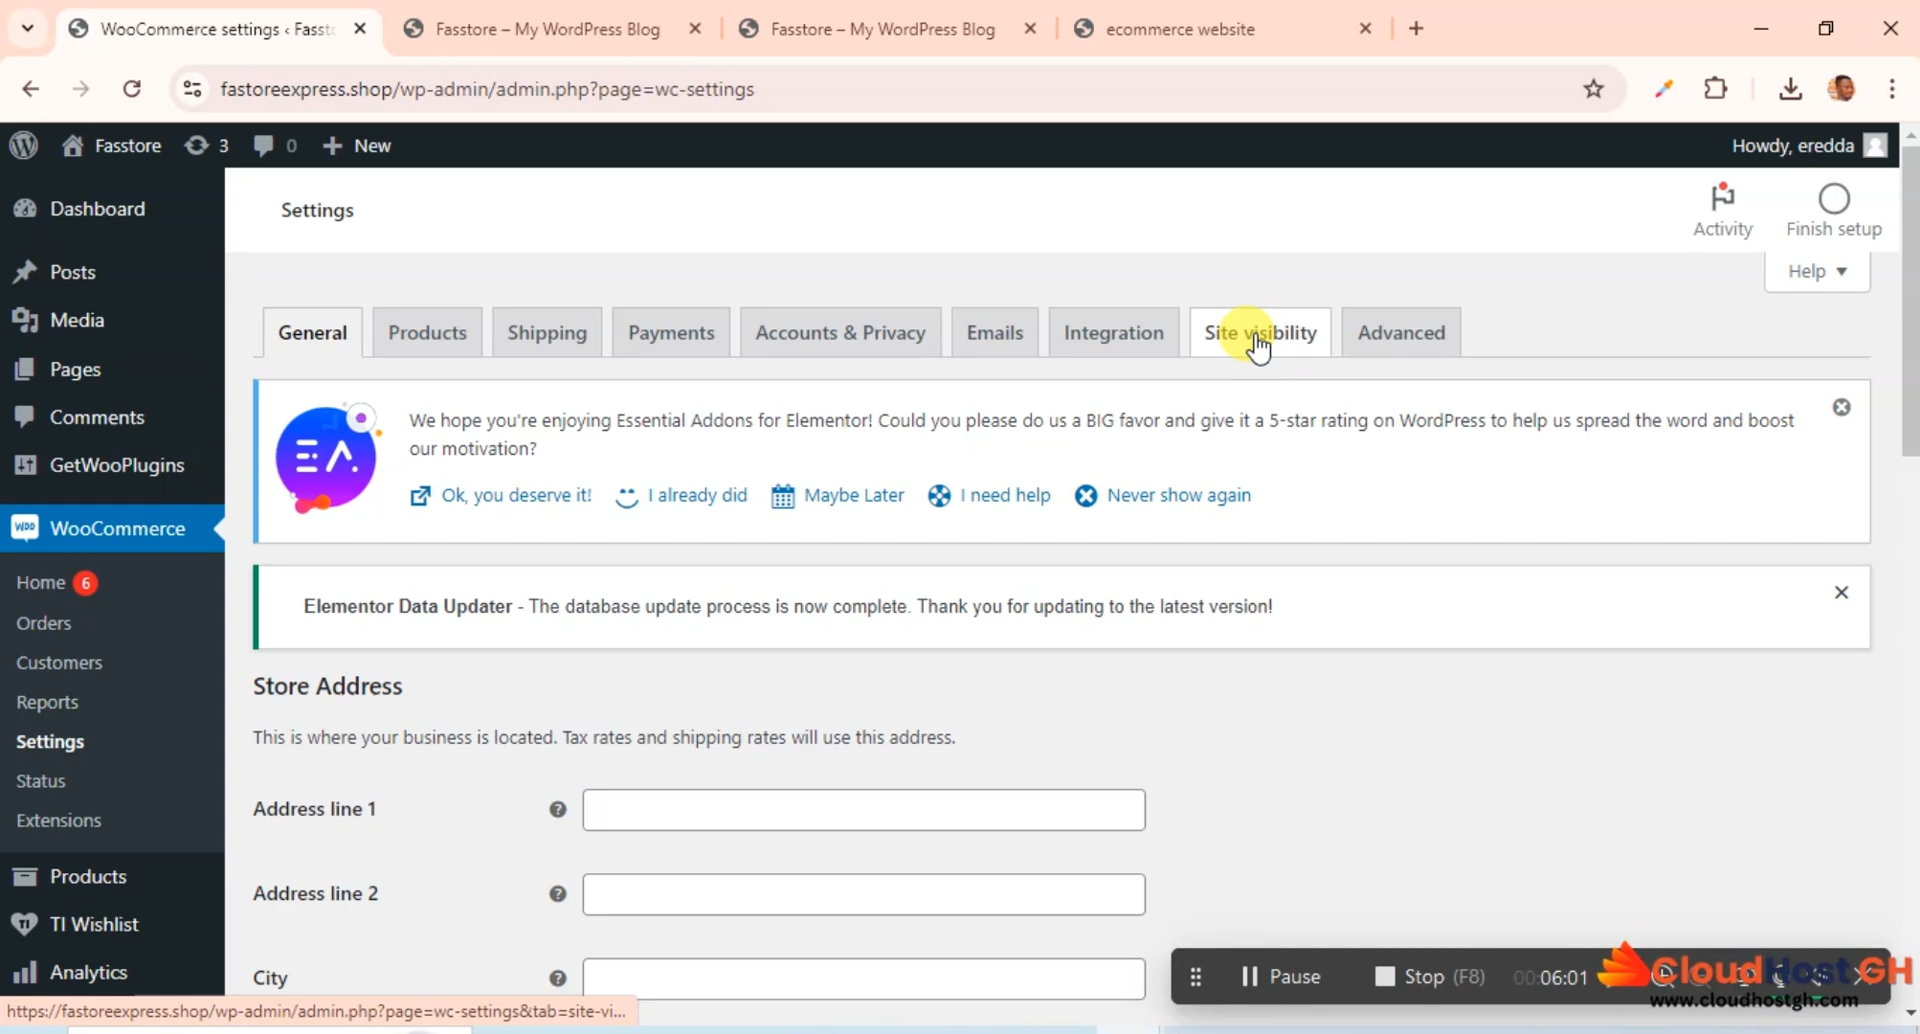 WooCommerce settings ‹ Fassto
Fasstore – My WordPress Blog
Fasstore – My WordPress Blog
ecommerce website
fastoreexpress.shop/wp-admin/admin.php?page=wc-settings
Fasstore
3
0
New
Howdy, eredda
Dashboard
Posts
Media
Pages
Comments
GetWooPlugins
WOO
WooCommerce
Home 6
Orders
Customers
Reports
Settings
Status
Extensions
Products
TI
TI Wishlist
Analytics
Settings
Activity
Finish setup
Help
General
Products
Shipping
Payments
Accounts & Privacy
Emails
Integration
Site visibility
Advanced
We hope you're enjoying Essential Addons for Elementor! Could you please do us a BIG favor and give it a 5-star rating on WordPress to help us spread the word and boost
our motivation?
Ok, you deserve it!
I already did
Maybe Later
I need help
Never show again
Elementor Data Updater - The database update process is now complete. Thank you for updating to the latest version!
Store Address
This is where your business is located. Tax rates and shipping rates will use this address.
Address line 1
Address line 2
City
Pause
Stop (F8)
00:06:01
CloudHost GH
www.cloudhostgh.com
https://fastoreexpress.shop/wp-admin/admin.php?page=wc-settings&tab=site-vi...